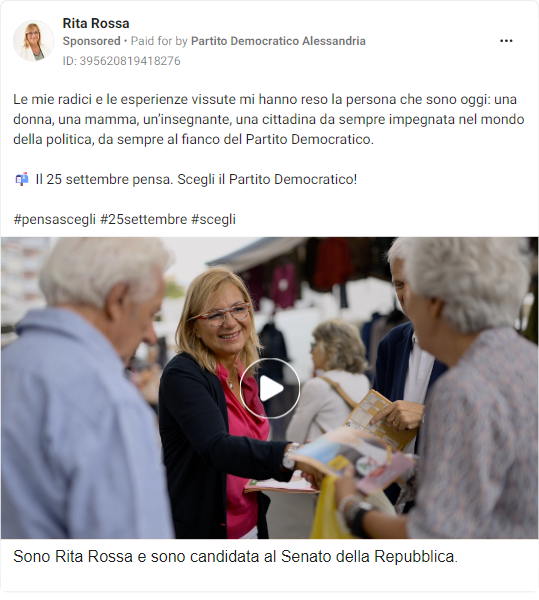 Rita Rossa
Sponsored • Paid for by Partito Democratico Alessandria
ID: 395620819418276
Le mie radici e le esperienze vissute mi hanno reso la persona che sono oggi: una
donna, una mamma, un’insegnante, una cittadina da sempre impegnata nel mondo
della politica, da sempre al fianco del Partito Democratico.
📬 Il 25 settembre pensa. Scegli il Partito Democratico!
#pensascegli #25settembre #scegli
Sono Rita Rossa e sono candidata al Senato della Repubblica.